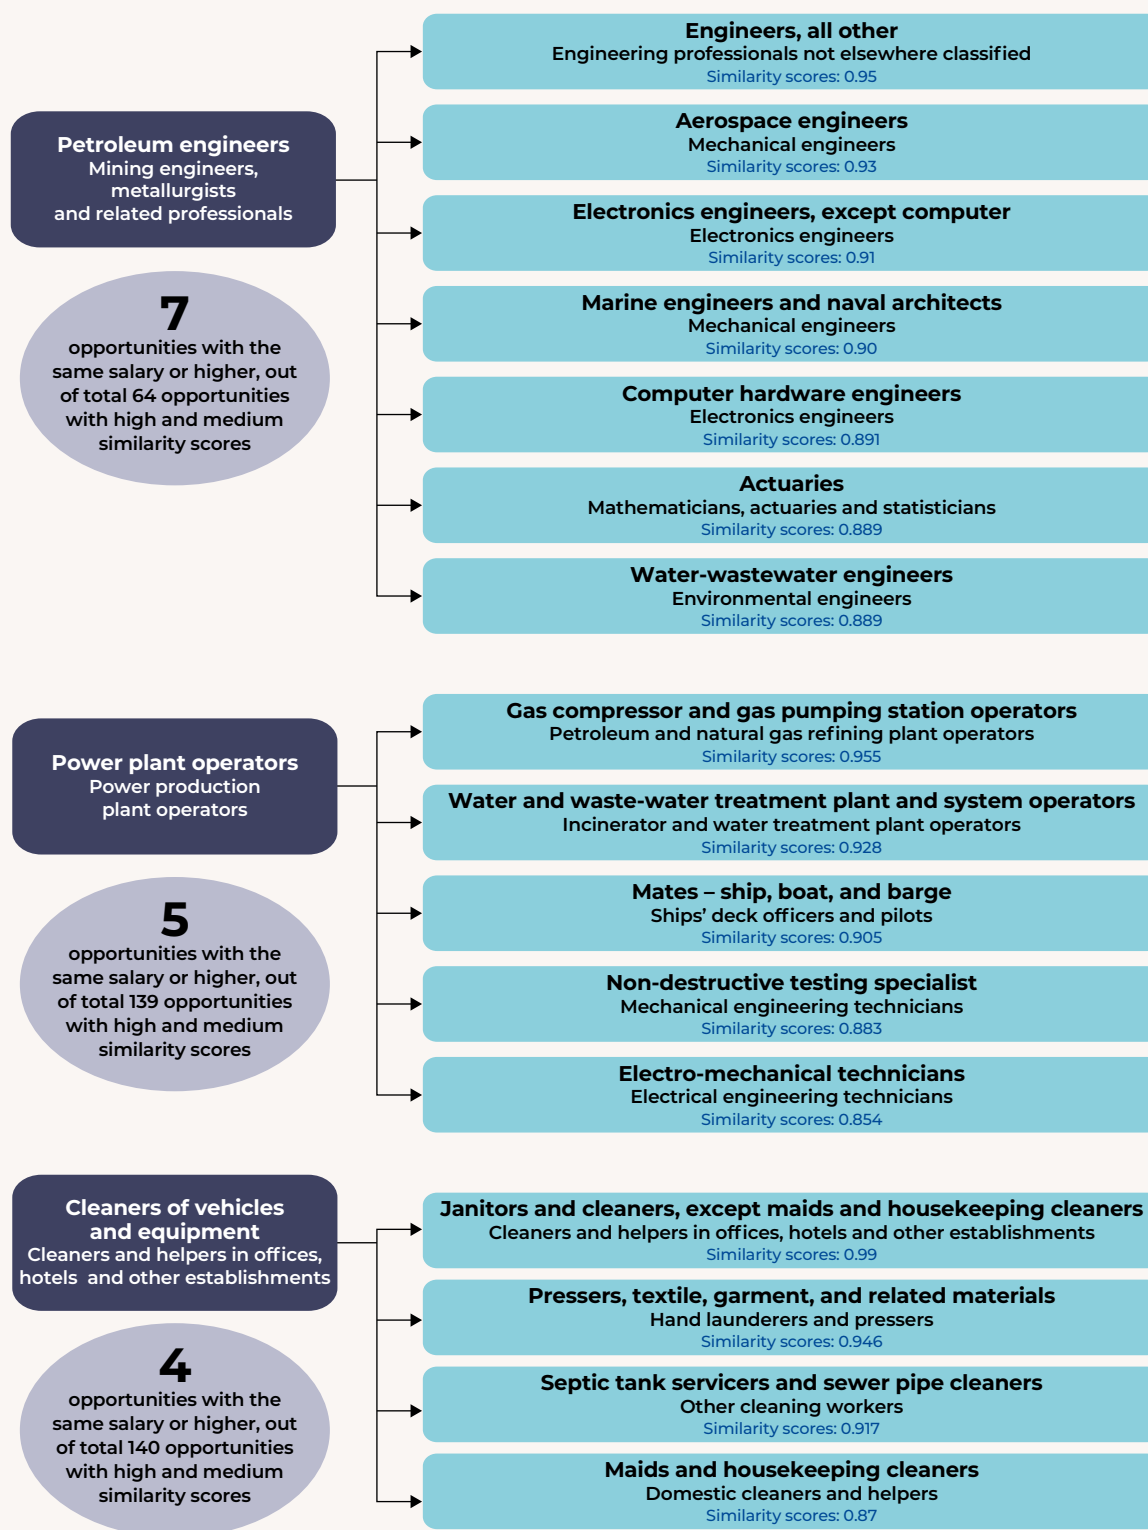 Petroleum engineers
Mining engineers,
metallurgists
and related professionals
7
opportunities with the
same salary or higher, out
of total 64 opportunities
with high and medium
similarity scores
Engineers, all other
Engineering professionals not elsewhere classified
Similarity scores: 0.95
Aerospace engineers
Mechanical engineers
Similarity scores: 0.93
Electronics engineers, except computer
Electronics engineers
Similarity scores: 0.91
Marine engineers and naval architects
Mechanical engineers
Similarity scores: 0.90
Computer hardware engineers
Electronics engineers
Similarity scores: 0.891
Actuaries
Mathematicians, actuaries and statisticians
Similarity scores: 0.889
Water-wastewater engineers
Environmental engineers
Similarity scores: 0.889
Power plant operators
Power production
plant operators
5
opportunities with the
same salary or higher, out
of total 139 opportunities
with high and medium
similarity scores
Gas compressor and gas pumping station operators
Petroleum and natural gas refining plant operators
Similarity scores: 0.955
Water and waste-water treatment plant and system operators
Incinerator and water treatment plant operators
Similarity scores: 0.928
Mates – ship, boat, and barge
Ships’ deck officers and pilots
Similarity scores: 0.905
Non-destructive testing specialist
Mechanical engineering technicians
Similarity scores: 0.883
Electro-mechanical technicians
Electrical engineering technicians
Similarity scores: 0.854
Cleaners of vehicles
and equipment
Cleaners and helpers in offices,
hotels and other establishments
4
opportunities with the
same salary or higher, out
of total 140 opportunities
with high and medium
similarity scores
Janitors and cleaners, except maids and housekeeping cleaners
Cleaners and helpers in offices, hotels and other establishments
Similarity scores: 0.99
Pressers, textile, garment, and related materials
Hand launderers and pressers
Similarity scores: 0.946
Septic tank servicers and sewer pipe cleaners
Other cleaning workers
Similarity scores: 0.917
Maids and housekeeping cleaners
Domestic cleaners and helpers
Similarity scores: 0.87